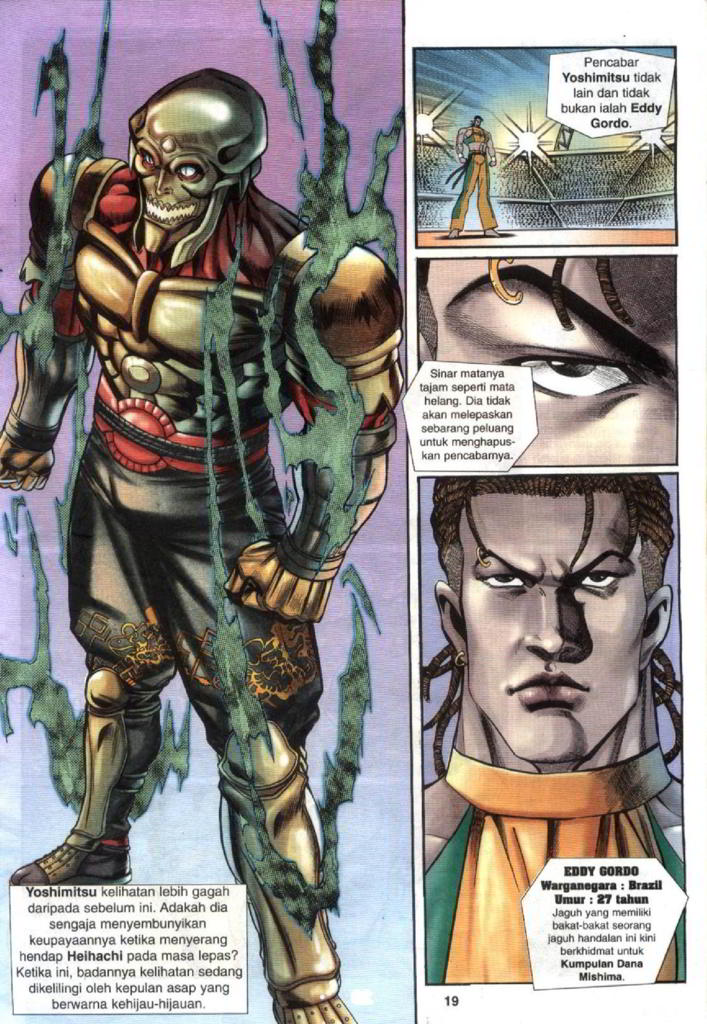 Yoshimitsu kelihatan lebih gagah
daripada sebelum ini. Adakah dia
sengaja menyembunyikan
keupayaannya ketika menyerang
hendap Heihachi pada masa lepas?
Ketika ini, badannya kelihatan sedang
dikelilingi oleh kepulan asap yang
berwarna kehijau-hijauan.
Pencabar
Yoshimitsu tidak
lain dan tidak
bukan ialah Eddy
Gordo.
Sinar matanya
tajam seperti mata
helang. Dia tidak
akan melepaskan
sebarang peluang
untuk menghapus-
kan pencabarnya.
EDDY GORDO
Warganegara : Brazil
Umur : 27 tahun
Jaguh yang memiliki
bakat-bakat seorang
jaguh handalan ini kini
berkhidmat untuk
Kumpulan Dana
Mishima.
19